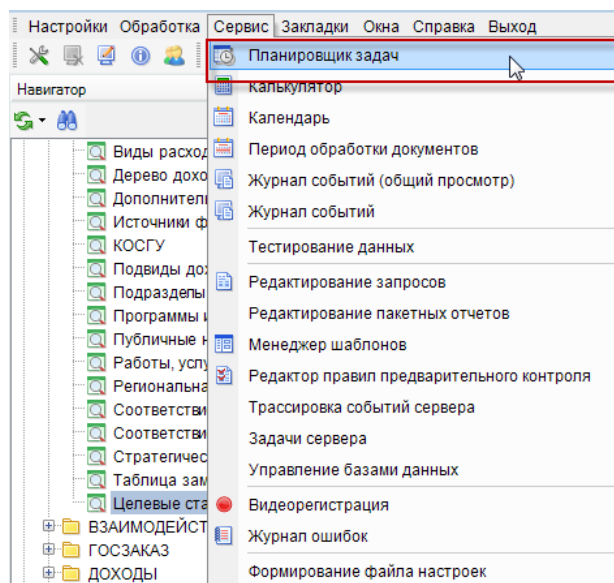 Настройки Обработка Сервис Закладки Окна Справка Выход
Планировщик задач
Навигатор
Калькулятор
Календарь
Период обработки документов
Журнал событий (общий просмотр)
Журнал событий
Тестирование данных
Редактирование запросов
Редактирование пакетных отчетов
Менеджер шаблонов
Редактор правил предварительного контроля
Трассировка событий сервера
Задачи сервера
Управление базами данных
Видеорегистрация
Журнал ошибок
Формирование файла настроек
Виды расход
Дерево дохо
Дополнител
Источники ф
КОСГУ
Подвиды до
Подразделы
Программы и
Публичные н
Работы, услу
Региональна
Соответстви
Соответстви
Стратегичес
Таблица зам
Целевые ста
ВЗАИМОДЕЙСТ
ГОСЗАКАЗ
ДОХОДЫ